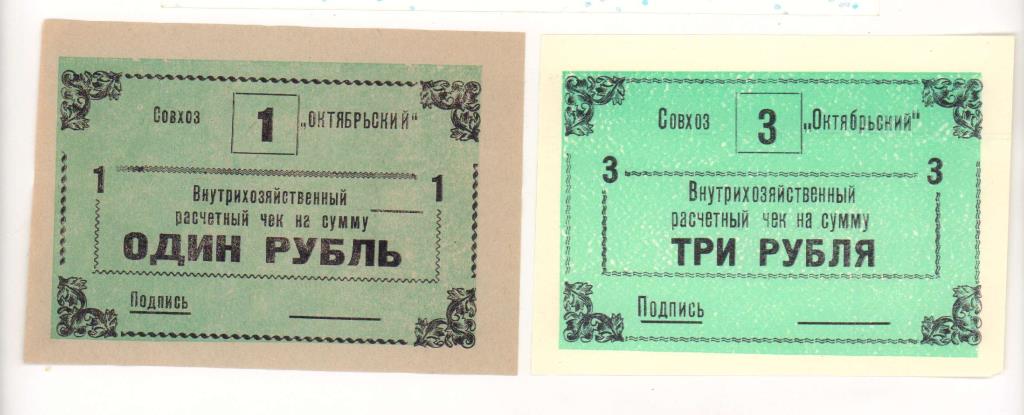 Совхоз 1 „ОКТЯБРЬСКИЙ"
1 1
Внутрихозяйственный
расчетный чек на сумму
ОДИН РУБЛЬ
Подпись
Совхоз 3 „Октябрьский"
3 3
Внутрихозяйственный
расчетный чек на сумму
ТРИ РУБЛЯ
Подпись